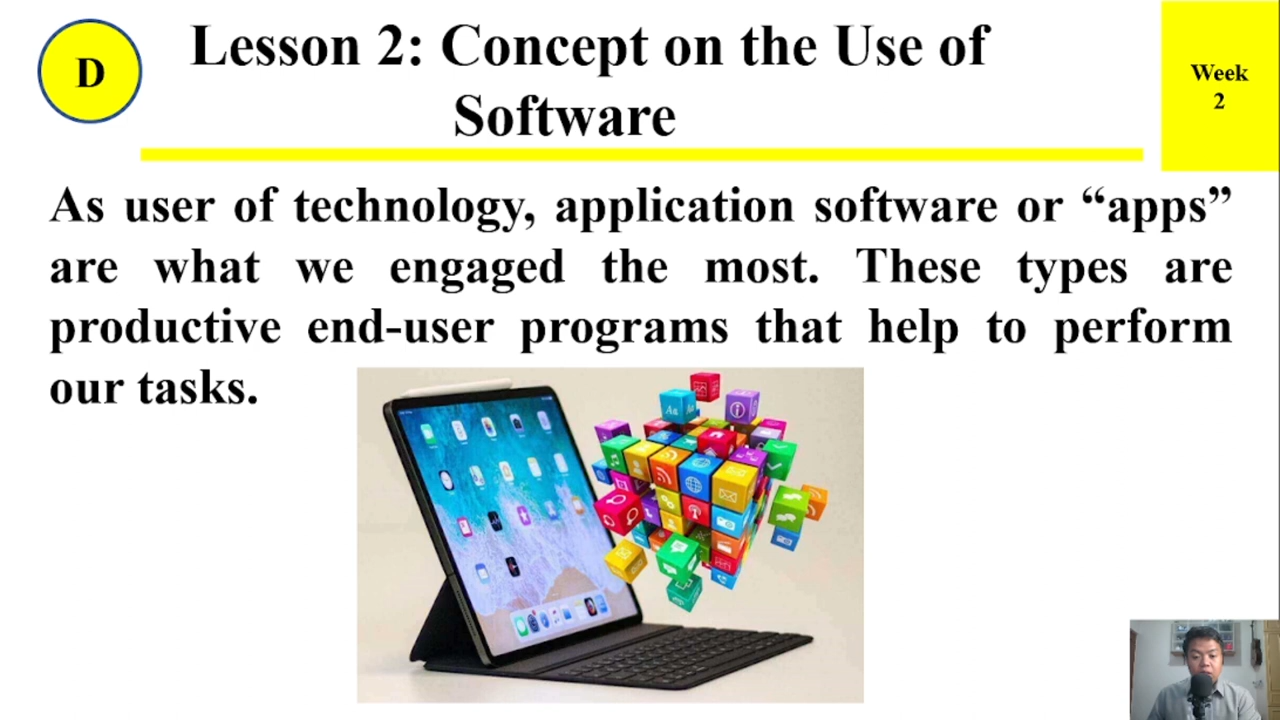 D
Lesson 2: Concept on the Use of
Software
Week
2
As user of technology, application software or “apps”
are what we engaged the most. These types are
productive end-user programs that help to perform
our tasks.
Aa